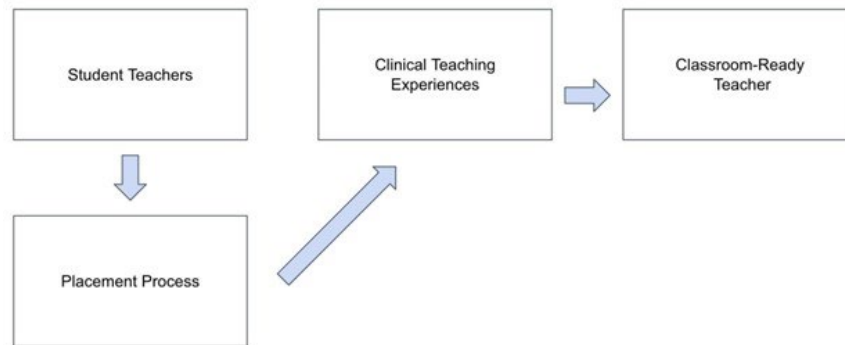 Student Teachers
Placement Process
Clinical Teaching
Experiences
Classroom-Ready
Teacher